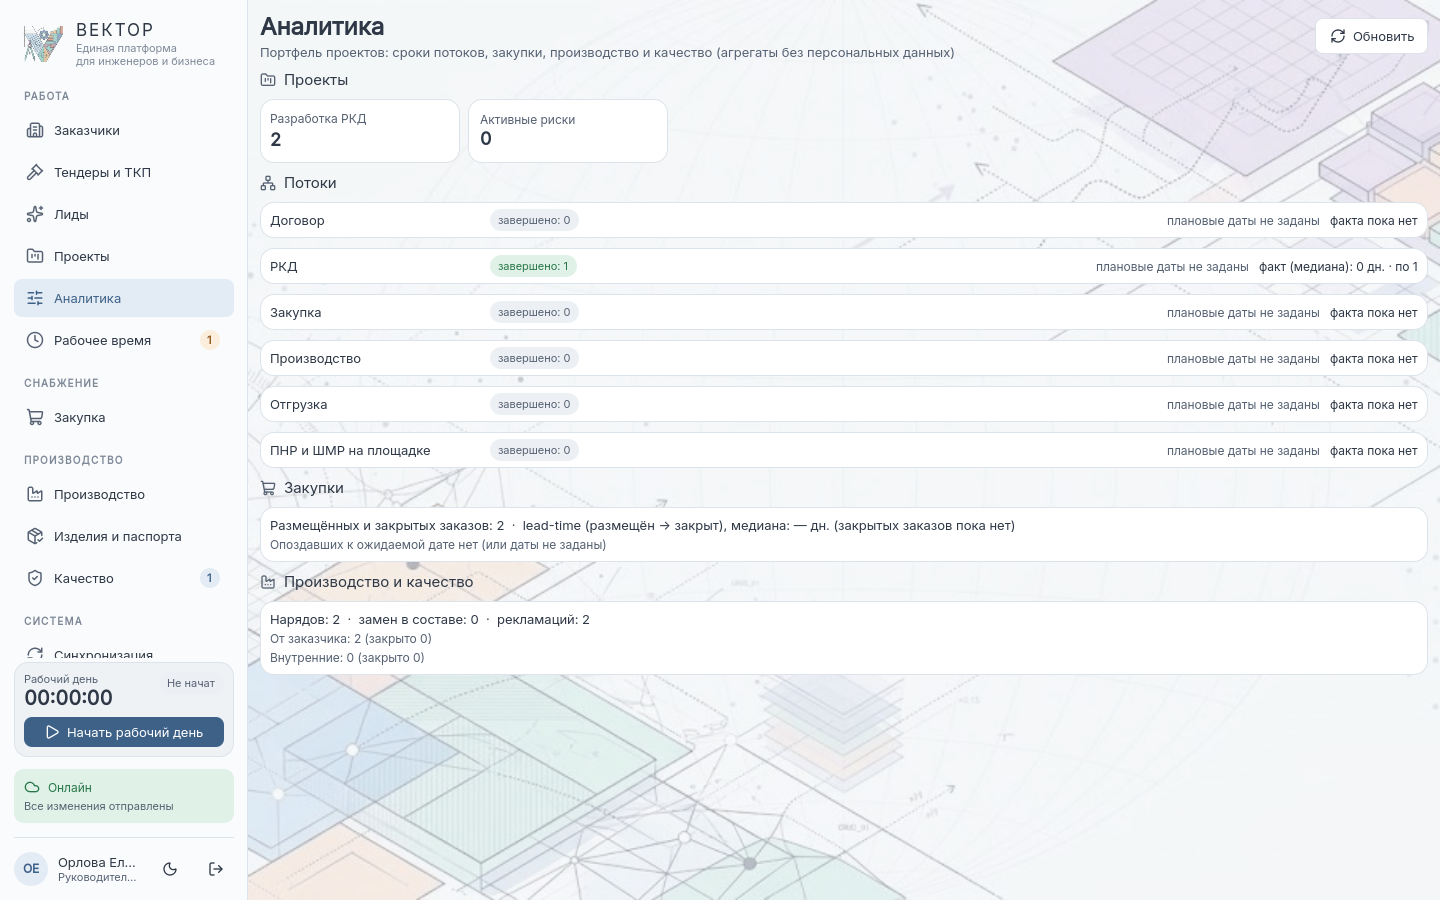 ВЕКТОР
Единая платформа
для инженеров и бизнеса
РАБОТА
Заказчики
Тендеры и ТКП
Лиды
Проекты
Аналитика
Рабочее время 1
СНАБЖЕНИЕ
Закупка
ПРОИЗВОДСТВО
Производство
Изделия и паспорта
Качество 1
СИСТЕМА
Синхронизация
Рабочий день
Не начат
00:00:00
Начать рабочий день
Онлайн
Все изменения отправлены
ОЕ
Орлова Ел...
Руководител...
Аналитика
Портфель проектов: сроки потоков, закупки, производство и качество (агрегаты без персональных данных)
Обновить
Проекты
Разработка РКД
2
Активные риски
0
Потоки
Договор завершено: 0 плановые даты не заданы факта пока нет
РКД завершено: 1 плановые даты не заданы факт (медиана): 0 дн. · по 1
Закупка завершено: 0 плановые даты не заданы факта пока нет
Производство завершено: 0 плановые даты не заданы факта пока нет
Отгрузка завершено: 0 плановые даты не заданы факта пока нет
ПНР и ШМР на площадке завершено: 0 плановые даты не заданы факта пока нет
Закупки
Размещённых и закрытых заказов: 2 · lead-time (размещён → закрыт), медиана: — дн. (закрытых заказов пока нет)
Опоздавших к ожидаемой дате нет (или даты не заданы)
Производство и качество
Нарядов: 2 · замен в составе: 0 · рекламаций: 2
От заказчика: 2 (закрыто 0)
Внутренние: 0 (закрыто 0)